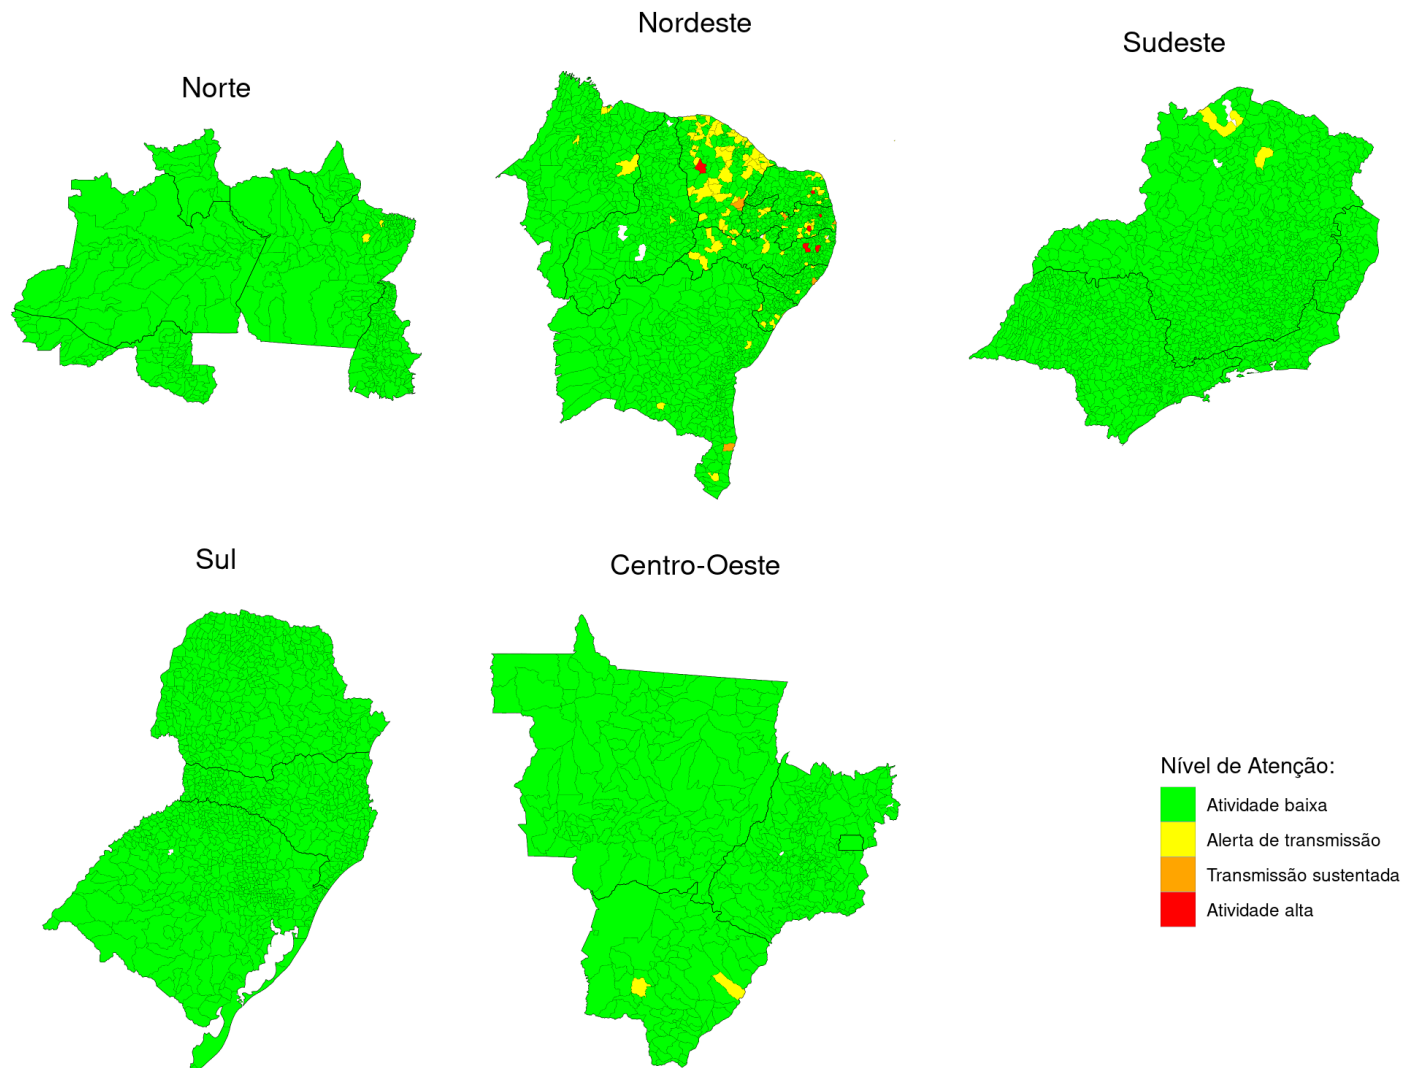 Nordeste
Sudeste
Norte
Sul
Centro-Oeste
Nível de Atenção:
Atividade baixa
Alerta de transmissão
Transmissão sustentada
Atividade alta